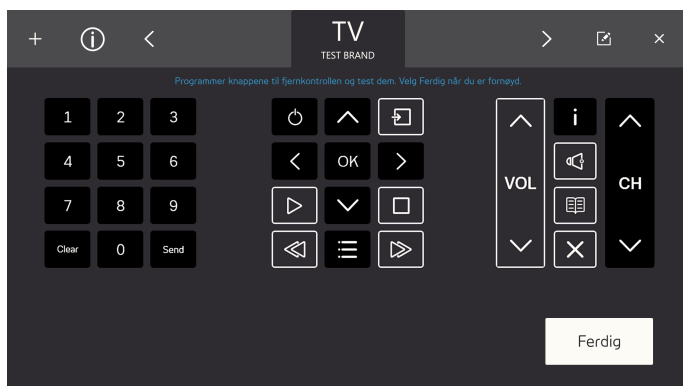 TV
TEST BRAND
Programmer knappene til fjernkontrollen og test dem. Velg Ferdig når du er fornøyd.
1 2 3
4 5 6
7 8 9
Clear 0 Send
OK
VOL
i
CH
Ferdig